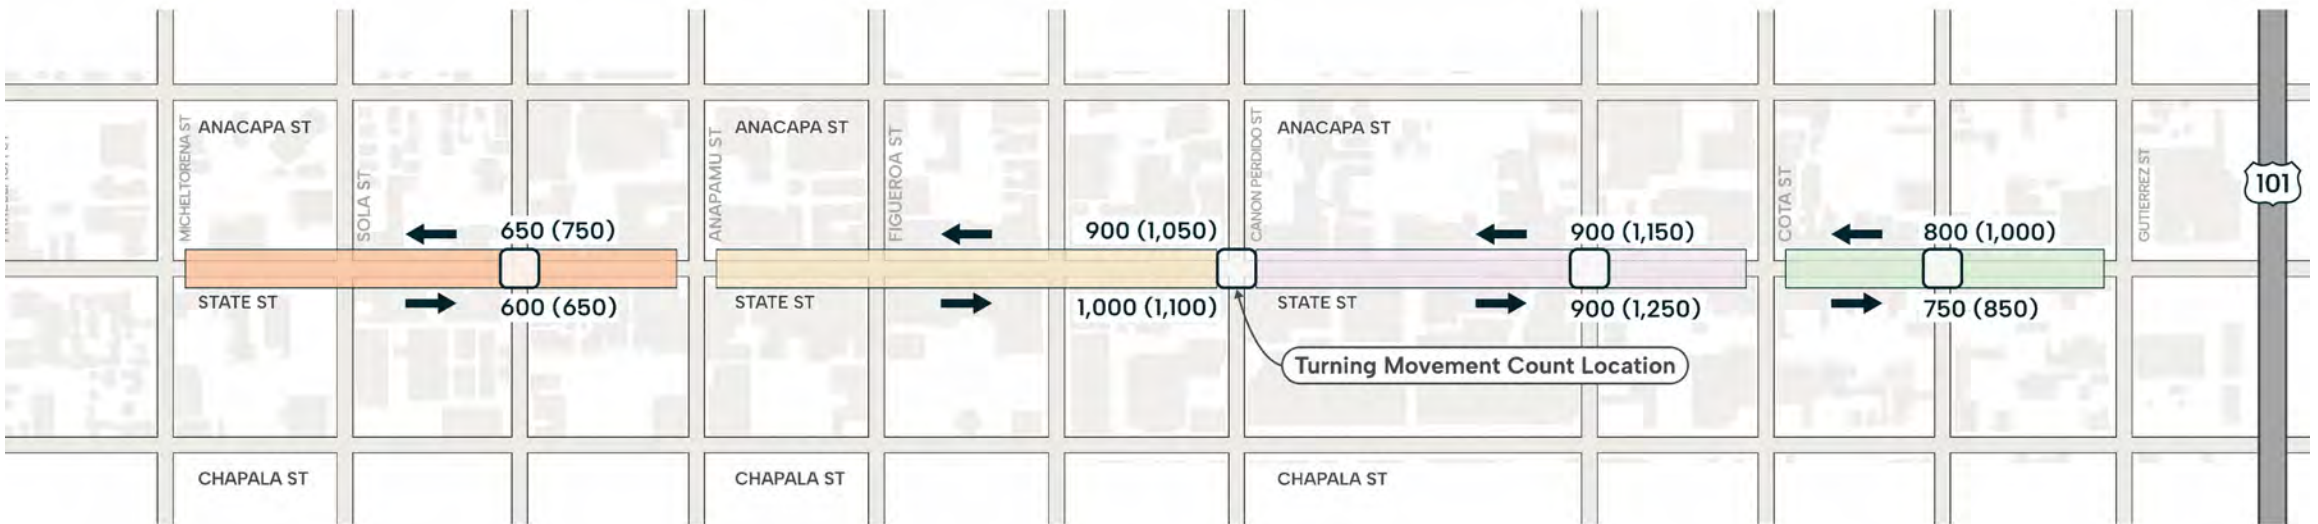 MICHELTORENA ST
ANACAPA ST
SOLA ST
ANAPAMU ST
ANACAPA ST
FIGUEROA ST
CANON PERDIDO ST
ANACAPA ST
COTA ST
GUTIERREZ ST
101
650 (750)
900 (1,050)
900 (1,150)
800 (1,000)
STATE ST
600 (650)
STATE ST
1,000 (1,100)
STATE ST
900 (1,250)
750 (850)
Turning Movement Count Location
CHAPALA ST
CHAPALA ST
CHAPALA ST